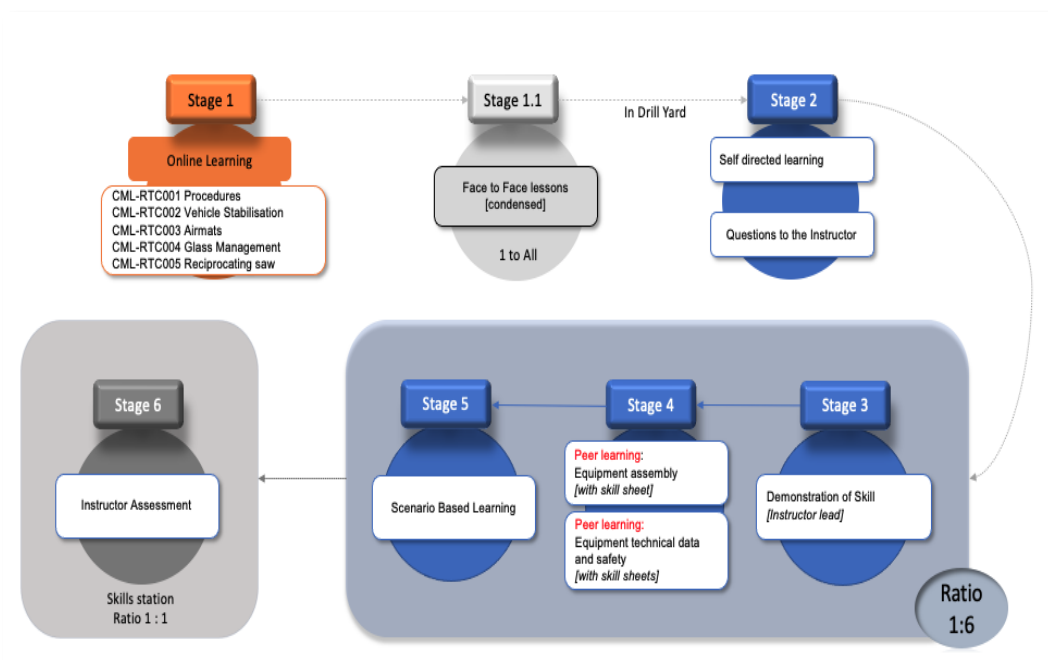 Stage 1
Stage 1.1
In Drill Yard
Stage 2
Online Learning
CML-RTC001 Procedures
CML-RTC002 Vehicle Stabilisation
CML-RTC003 Airmats
CML-RTC004 Glass Management
CML-RTC005 Reciprocating saw
Face to Face lessons
[condensed]
1 to All
Self directed learning
Questions to the Instructor
Stage 3
Demonstration of Skill
[Instructor lead]
Stage 4
Peer learning:
Equipment assembly
[with skill sheet]
Peer learning:
Equipment technical data
and safety
[with skill sheets]
Stage 5
Scenario Based Learning
Ratio
1:6
Stage 6
Instructor Assessment
Skills station
Ratio 1 : 1